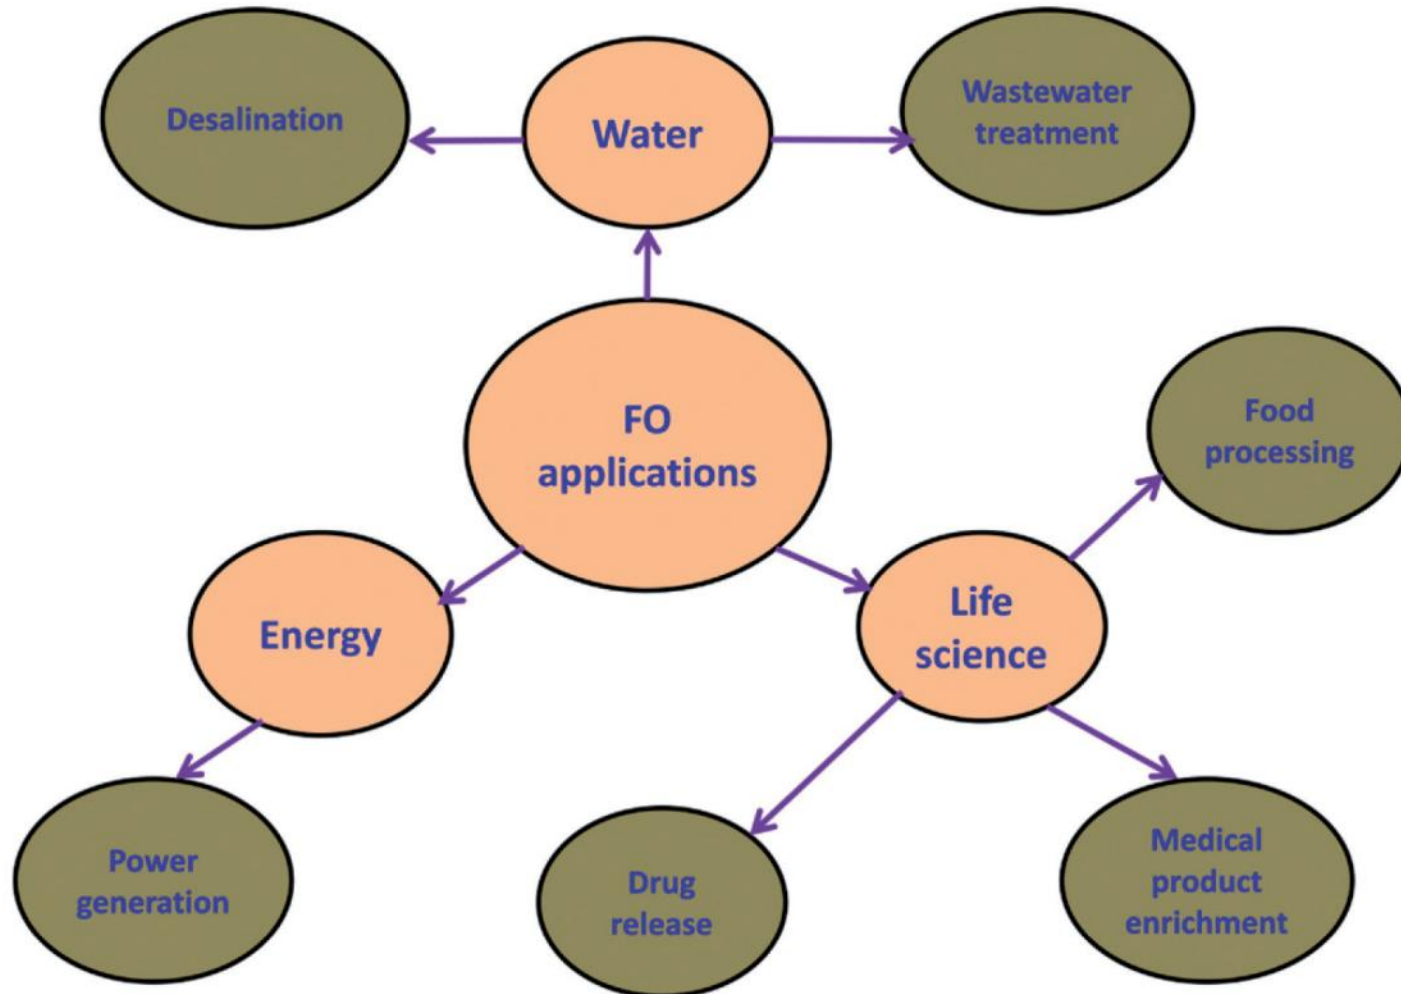 Desalination
Water
Wastewater
treatment
FO
applications
Food
processing
Energy
Life
science
Power
generation
Drug
release
Medical
product
enrichment